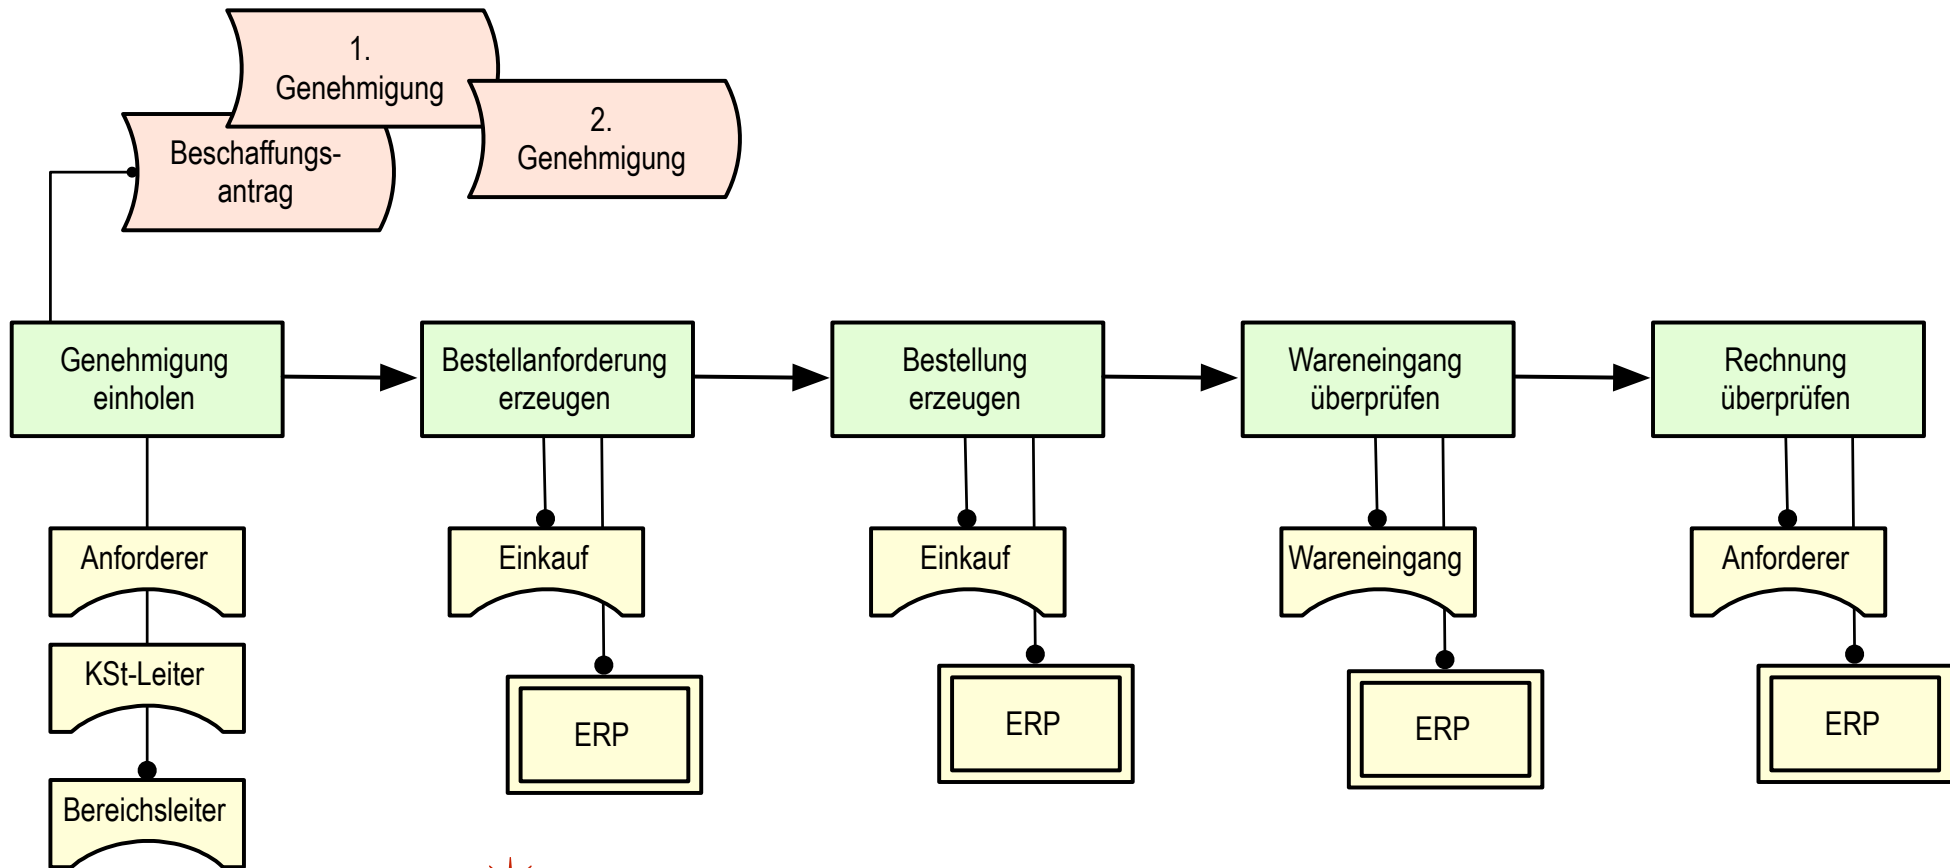 1.
Genehmigung
2.
Genehmigung
Beschaffungs-
antrag
Genehmigung
einholen
Bestellanforderung
erzeugen
Bestellung
erzeugen
Wareneingang
überprüfen
Rechnung
überprüfen
Anforderer
Einkauf
Einkauf
Wareneingang
Anforderer
KSt-Leiter
ERP
ERP
ERP
ERP
Bereichsleiter